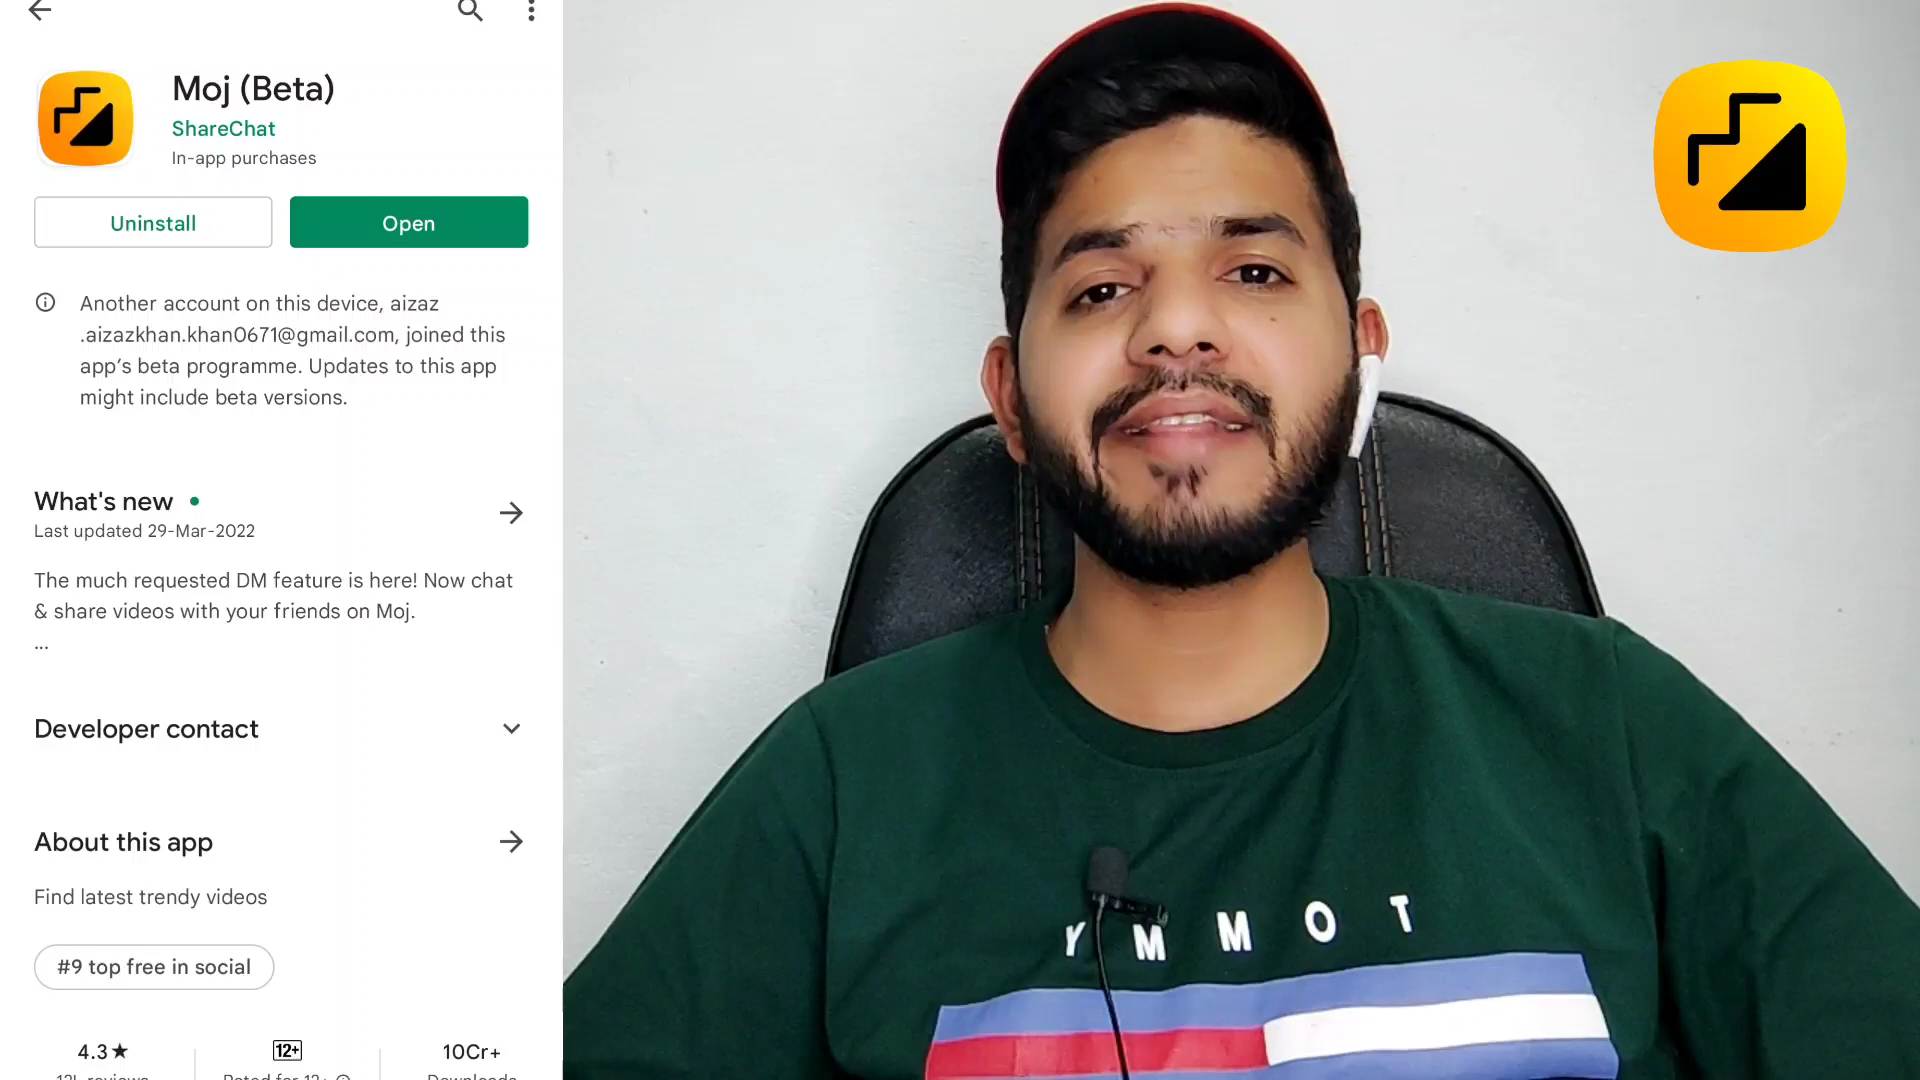 Moj (Beta)
ShareChat
In-app purchases
Uninstall
Open
Another account on this device, aizaz
.aizazkhan.khan0671@gmail.com, joined this
app’s beta programme. Updates to this app
might include beta versions.
What's new
Last updated 29-Mar-2022
The much requested DM feature is here! Now chat
& share videos with your friends on Moj.
...
Developer contact
About this app
Find latest trendy videos
#9 top free in social
4.3★
12+
10Cr+
YMMOT